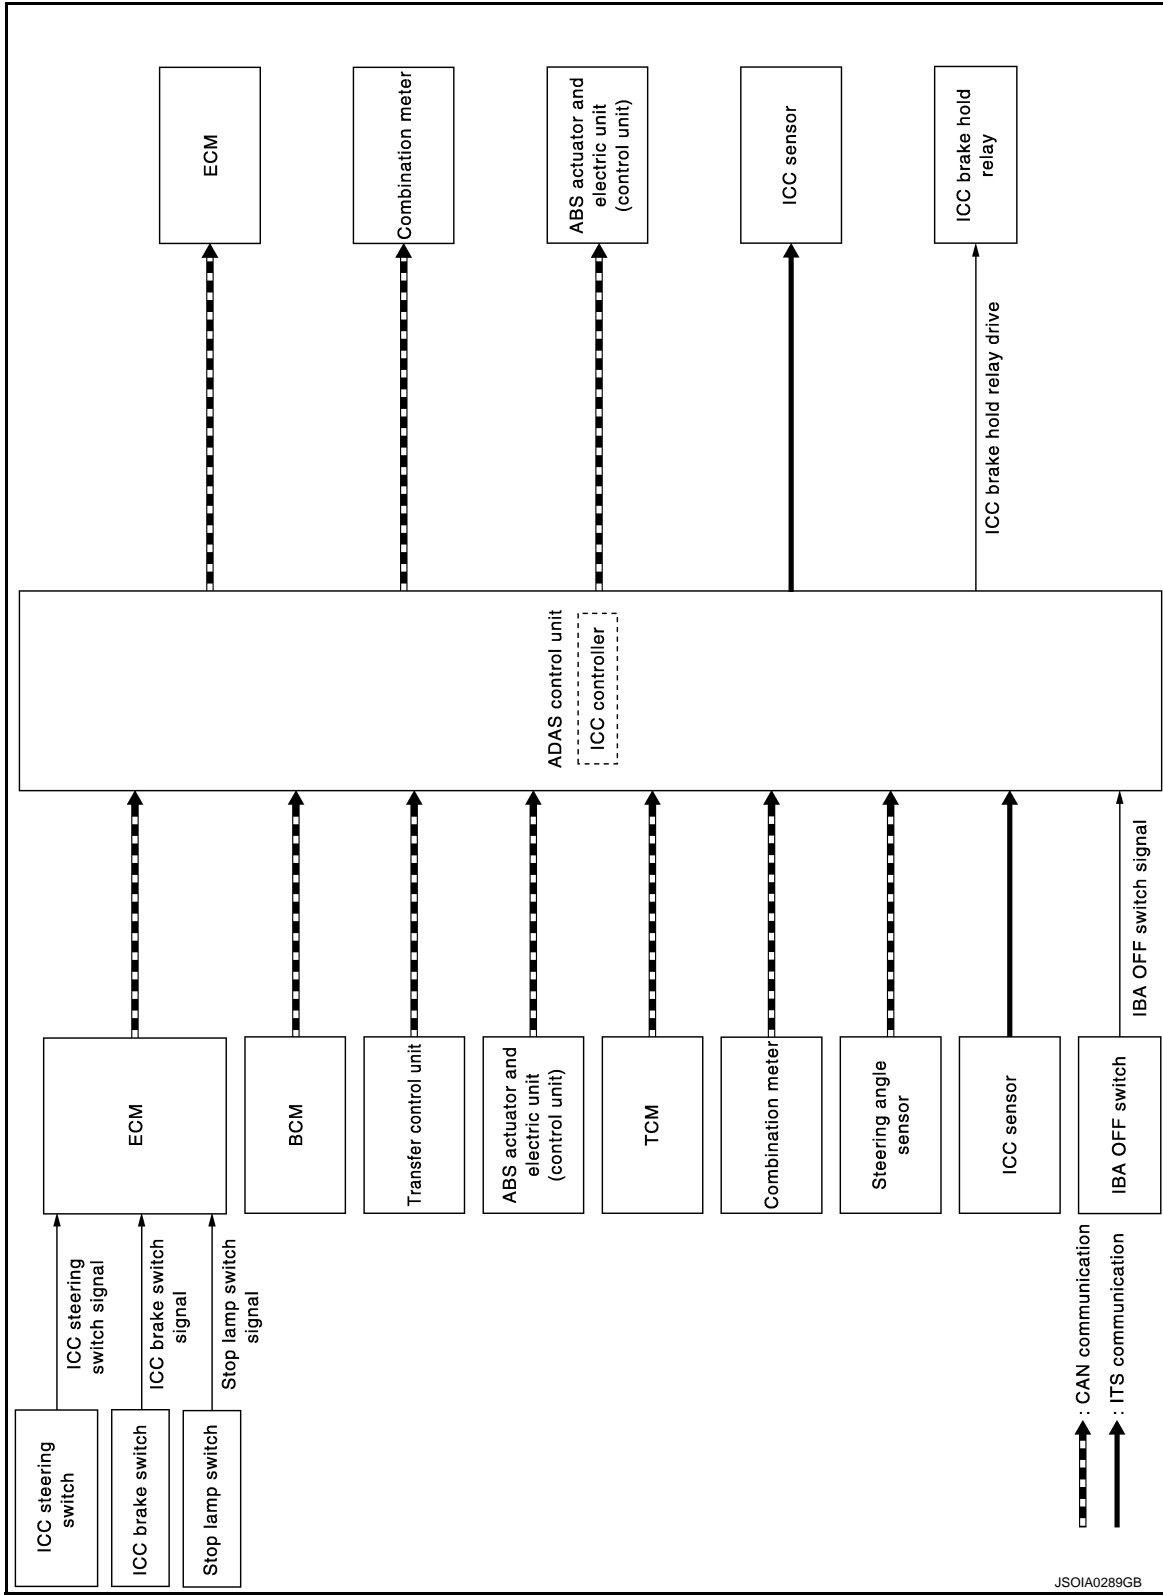 ICC steering
switch
ICC brake switch
Stop lamp switch
ICC steering
switch signal
ICC brake switch
signal
Stop lamp switch
signal
ECM
BCM
Transfer control unit
ABS actuator and
electric unit
(control unit)
TCM
Combination meter
Steering angle
sensor
ICC sensor
IBA OFF switch
IBA OFF switch signal
ADAS control unit
ICC controller
ICC brake hold relay drive
ECM
Combination meter
ABS actuator and
electric unit
(control unit)
ICC sensor
ICC brake hold
relay
: CAN communication
: ITS communication
JSOIA0289GB